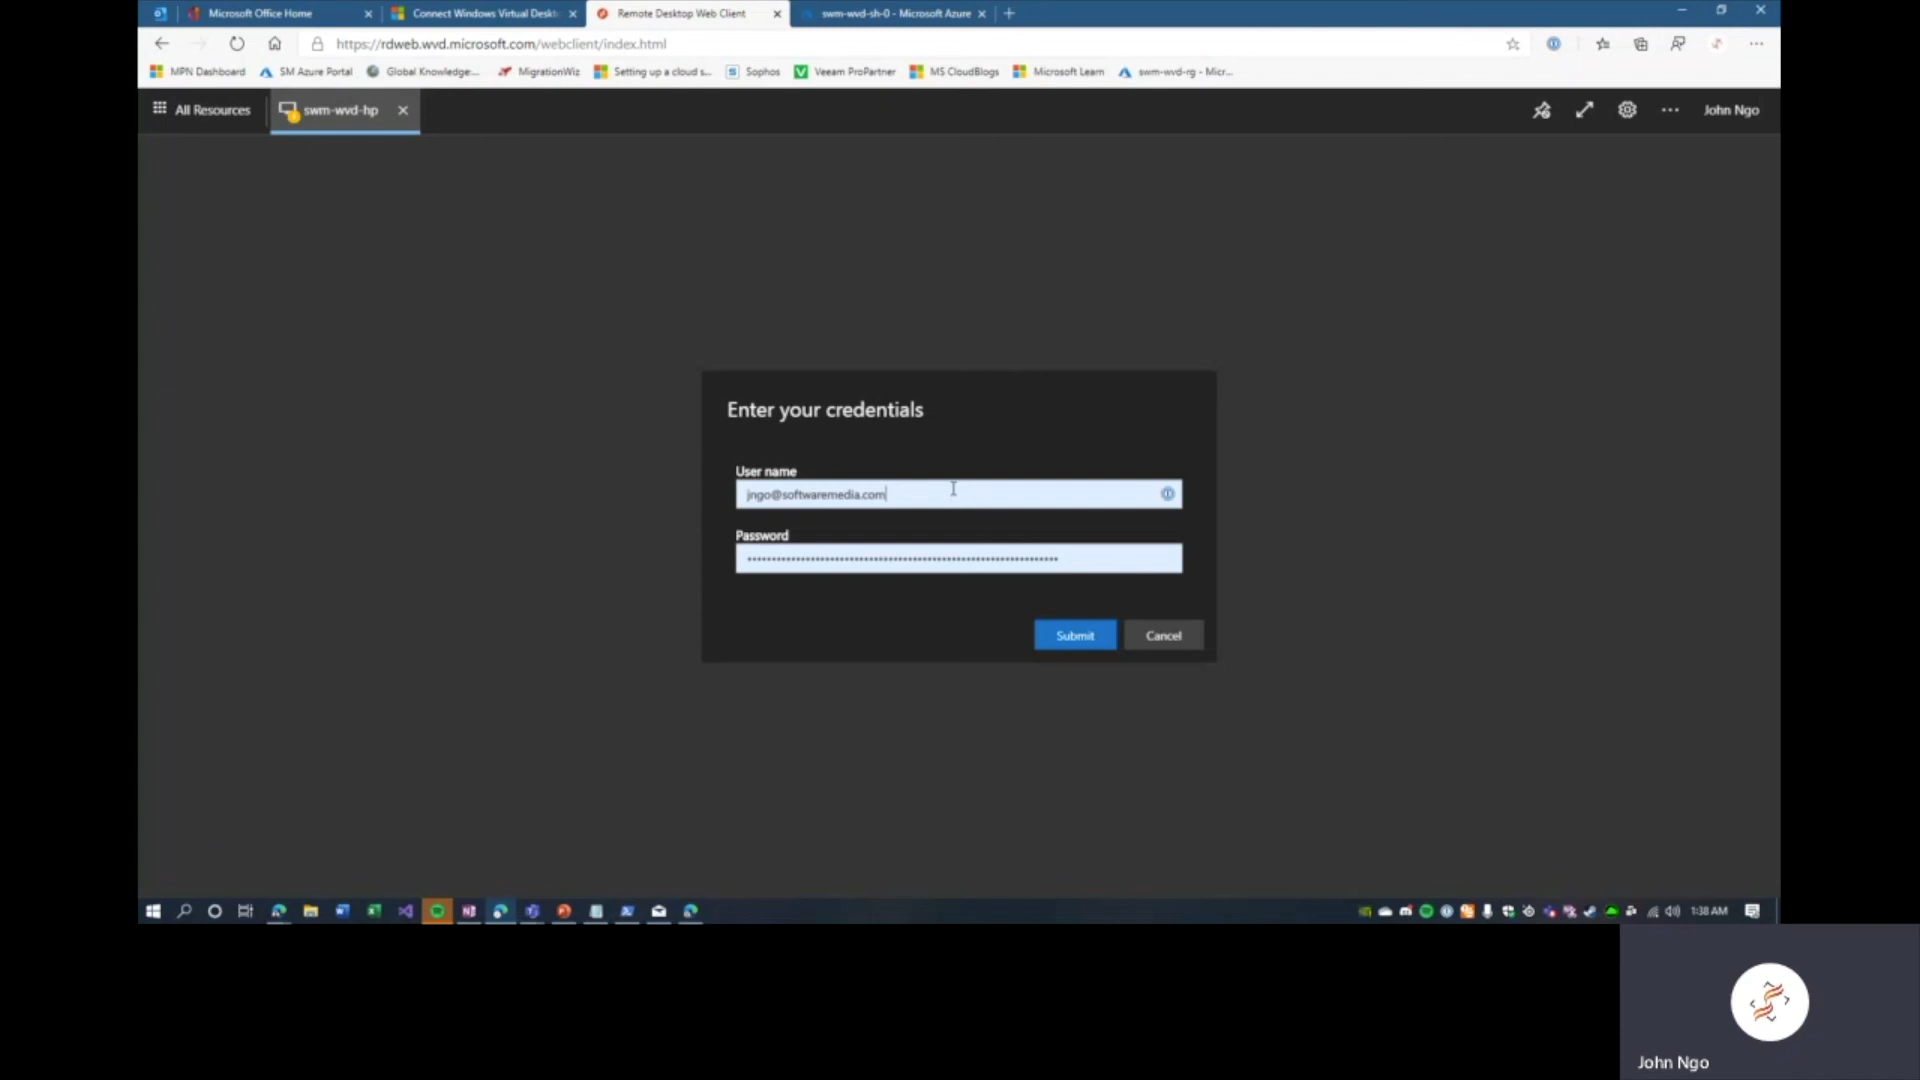 Microsoft Office Home
Connect Windows Virtual Deskt
Remote Desktop Web Client
swm-wvd-sh-0 - Microsoft Azure
https://rdweb.wvd.microsoft.com/webclient/index.html
MPN Dashboard
SM Azure Portal
Global Knowledge...
MigrationWiz
Setting up a cloud s...
Sophos
Veeam ProPartner
MS CloudBlogs
Microsoft Learn
swm-wvd-rg - Micr...
All Resources
swm-wvd-hp
John Ngo
Enter your credentials
User name
jngo@softwaremedia.com
Password
Submit
Cancel
1:38 AM
John Ngo